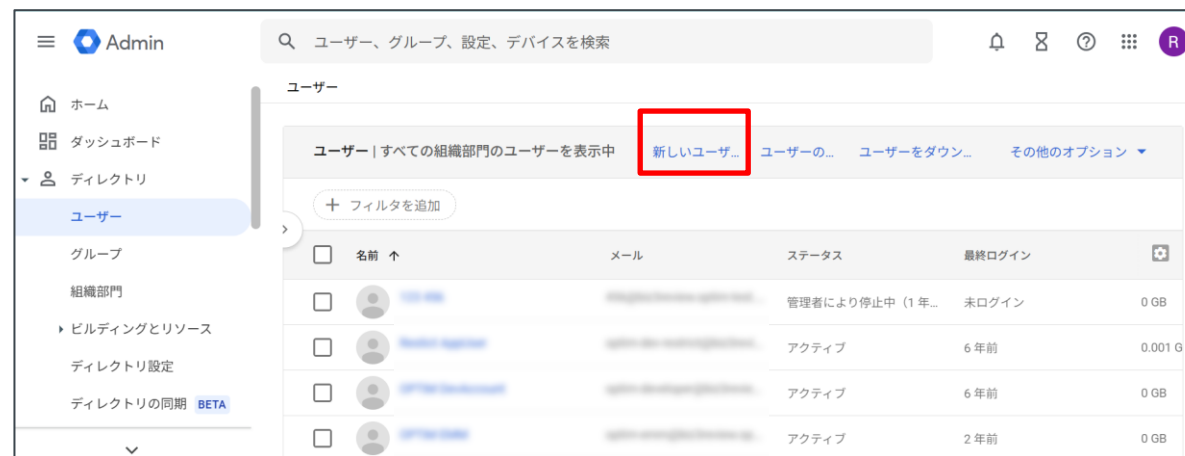 Admin
ユーザー、グループ、設定、デバイスを検索
R
ユーザー
ホーム
ダッシュボード
ディレクトリ
ユーザー
グループ
組織部門
ビルディングとリソース
ディレクトリ設定
ディレクトリの同期 BETA
ユーザー | すべての組織部門のユーザーを表示中 新しいユーザ... ユーザーの... ユーザーをダウン... その他のオプション
フィルタを追加
名前 メール ステータス 最終ログイン
管理者により停止中（1 年... 未ログイン 0 GB
アクティブ 6 年前 0.001 G
アクティブ 6 年前 0 GB
アクティブ 2 年前 0 GB